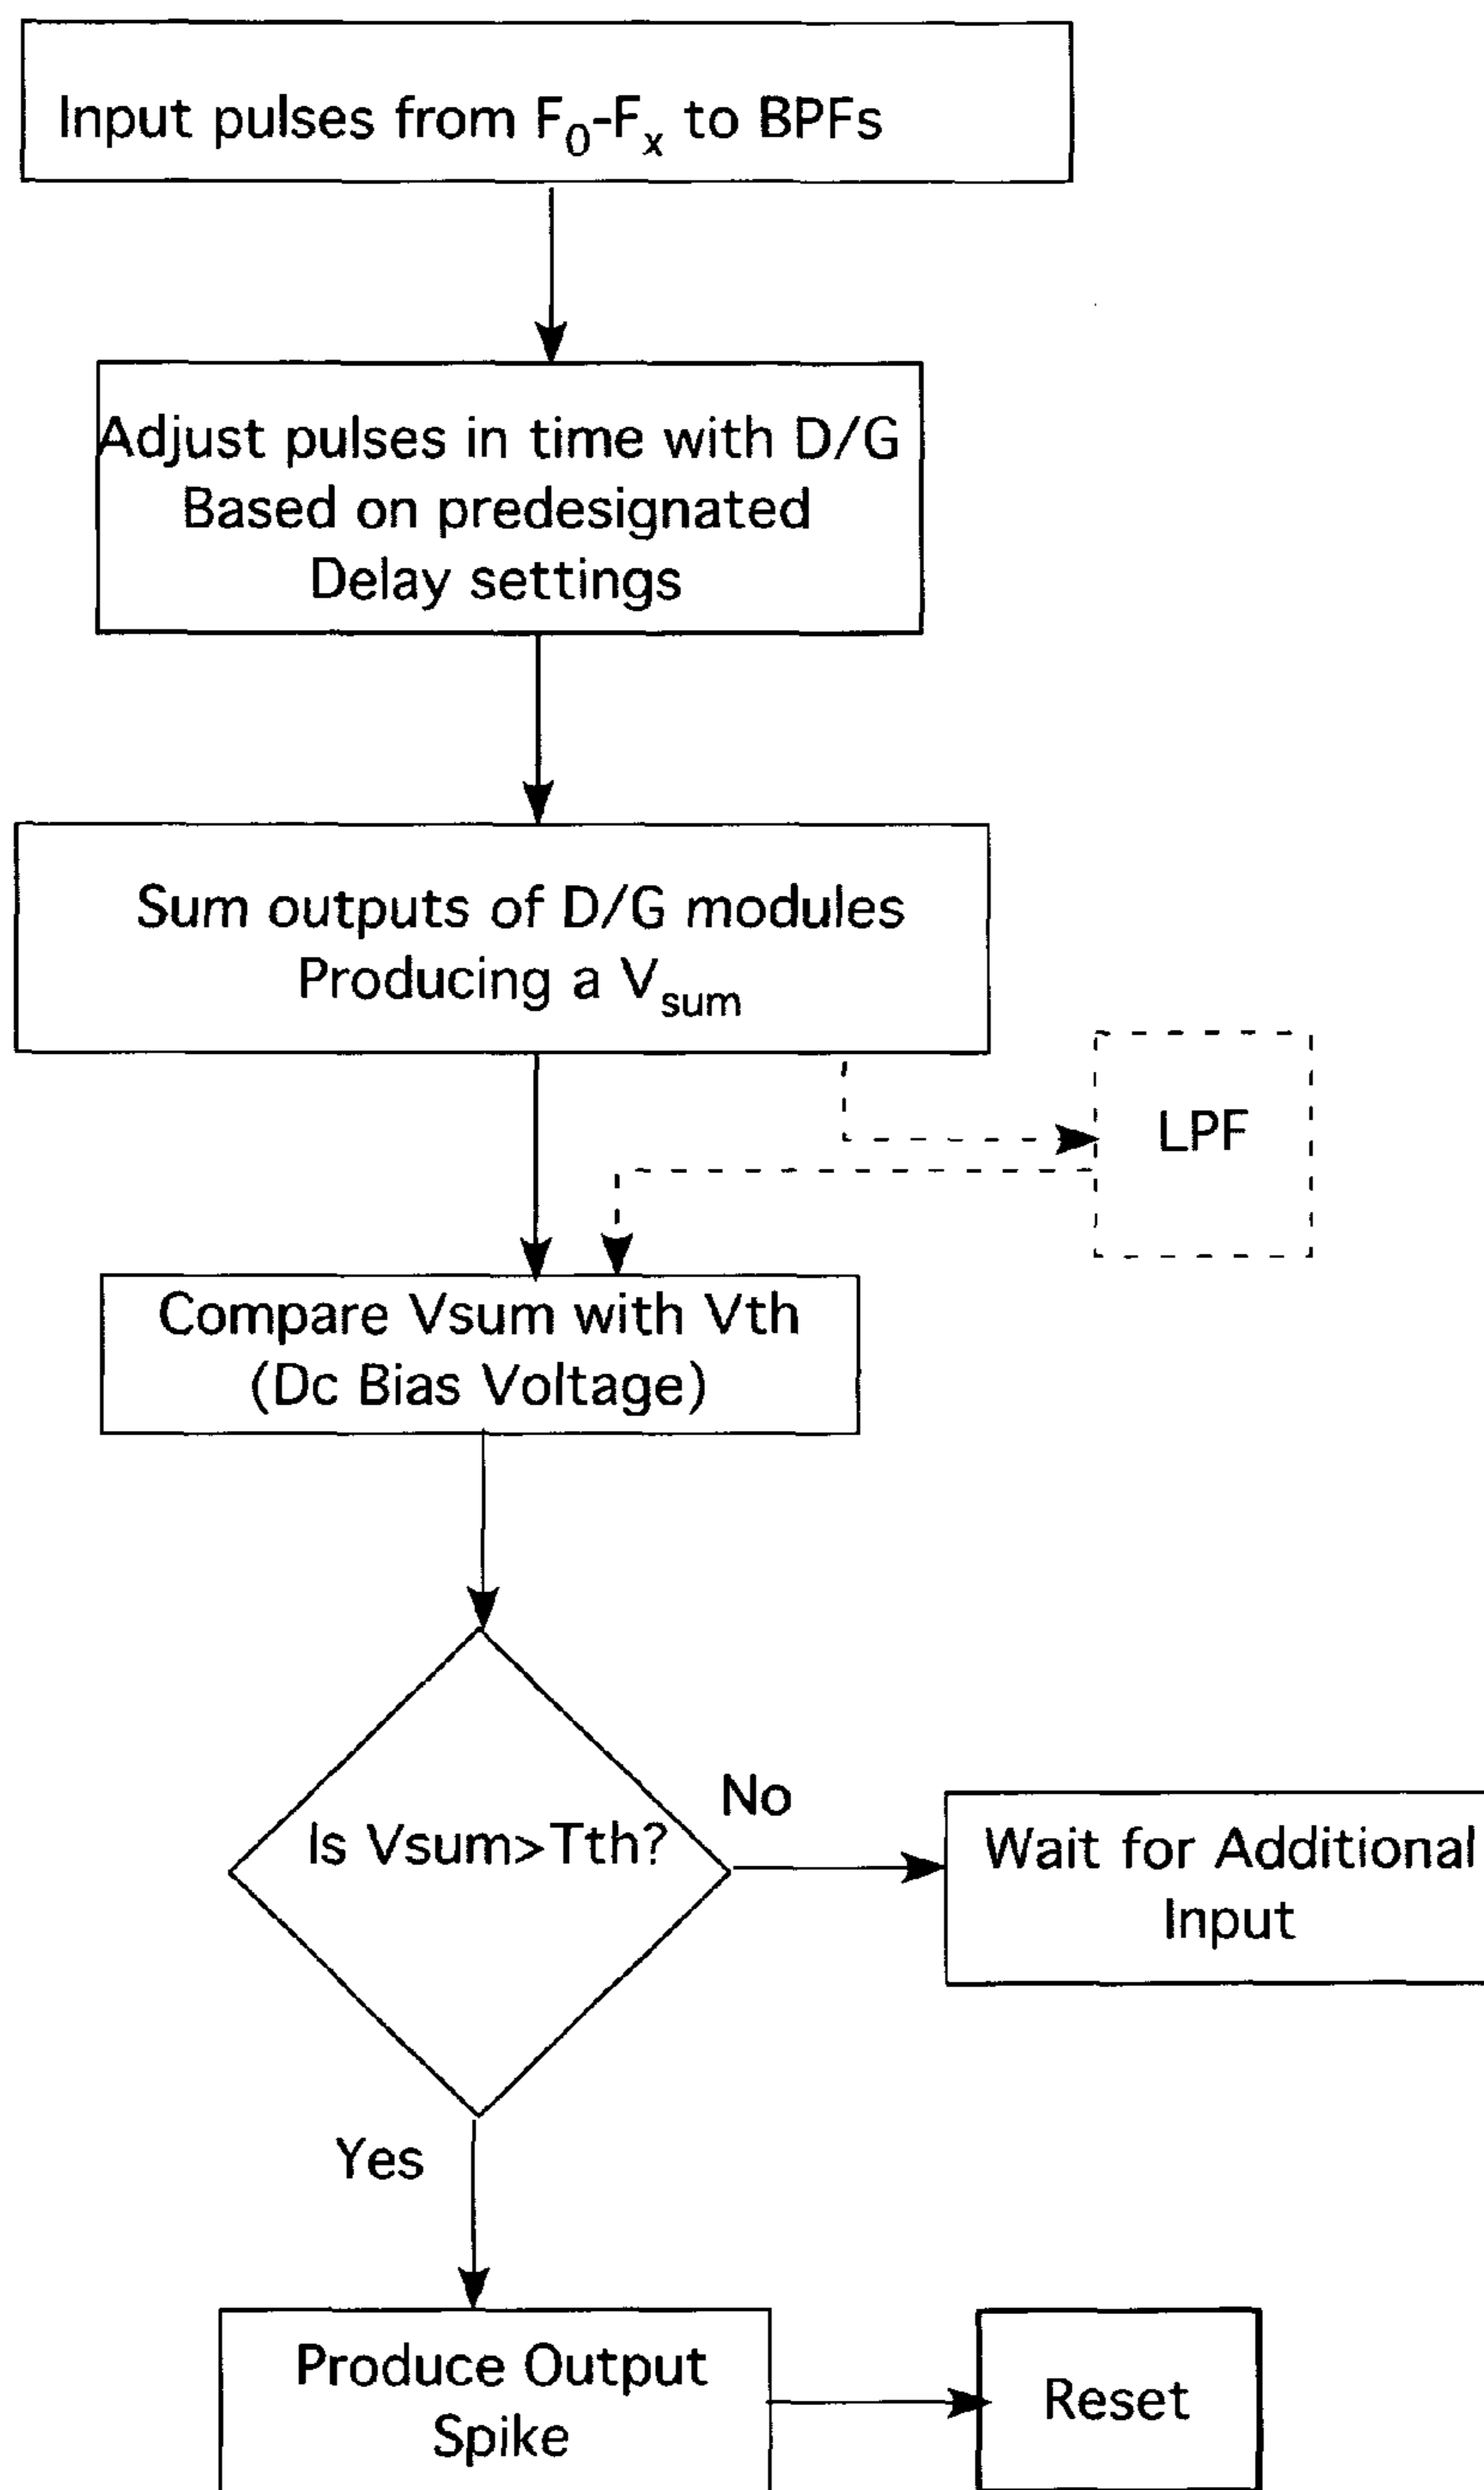 Input pulses from F₀-Fₓ to BPFs
Adjust pulses in time with D/G
Based on predesignated
Delay settings
Sum outputs of D/G modules
Producing a Vsum
LPF
Compare Vsum with Vth
(Dc Bias Voltage)
Is Vsum>Tth?
No
Wait for Additional
Input
Yes
Produce Output
Spike
Reset